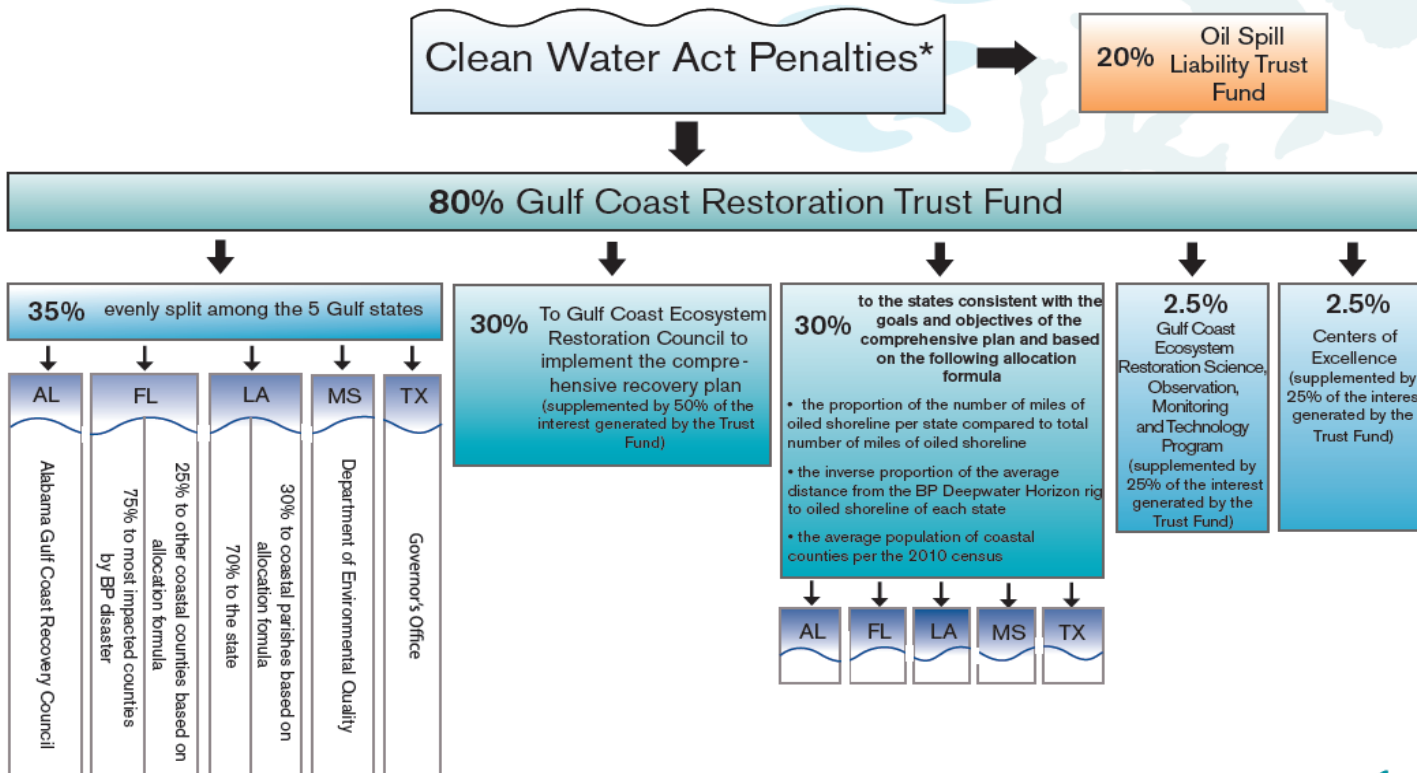 Clean Water Act Penalties*
20%
Oil Spill
Liability Trust
Fund
80% Gulf Coast Restoration Trust Fund
35% evenly split among the 5 Gulf states
AL
Alabama Gulf Coast Recovery Council
FL
75% to most impacted counties
by BP disaster
25% to other coastal counties based on
allocation formula
LA
70% to the state
30% to coastal parishes based on
allocation fomula
MS
Department of Environmental Quality
TX
Governor's Office
30%
To Gulf Coast Ecosystem
Restoration Council to
implement the compre-
hensive recovery plan
(supplemented by 50% of the
interest generated by the Trust
Fund)
30%
to the states consistent with the
goals and objectives of the
comprehensive plan and based
on the following allocation
formula
• the proportion of the number of miles of
oiled shoreline per state compared to total
number of miles of oiled shoreline
• the inverse proportion of the average
distance from the BP Deepwater Horizon rig
to oiled shoreline of each state
• the average population of coastal
counties per the 2010 census
AL
FL
LA
MS
TX
2.5%
Gulf Coast
Ecosystem
Restoration Science,
Observation,
Monitoring
and Technology
Program
(supplemented by
25% of the interest
generated by the
Trust Fund)
2.5%
Centers of
Excellence
(supplemented by
25% of the interest
generated by the
Trust Fund)